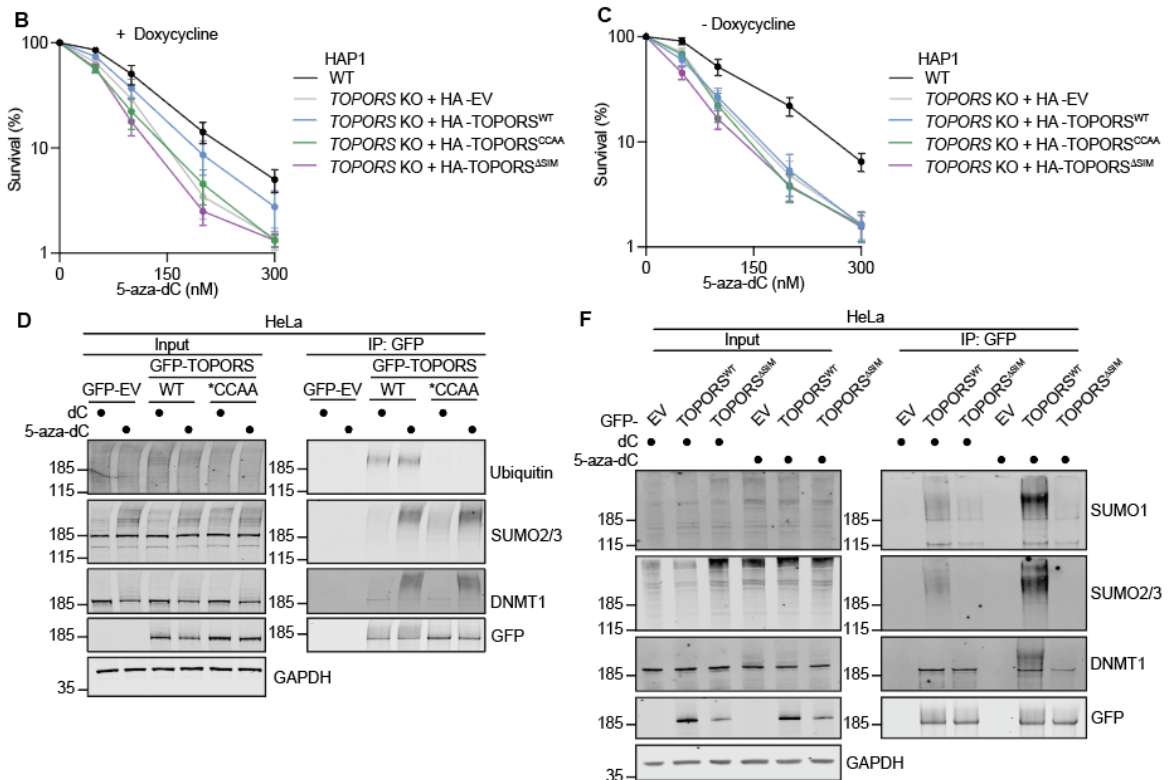 B
+ Doxycycline
100
10
1
0
150
300
Survival (%)
5-aza-dC (nM)
HAP1
WT
TOPORS KO + HA-EV
TOPORS KO + HA-TOPORSWT
TOPORS KO + HA-TOPORSCCAA
TOPORS KO + HA-TOPORSΔSIM
C
- Doxycycline
100
10
1
0
150
300
Survival (%)
5-aza-dC (nM)
HAP1
WT
TOPORS KO + HA-EV
TOPORS KO + HA-TOPORSWT
TOPORS KO + HA-TOPORSCCAA
TOPORS KO + HA-TOPORSΔSIM
D
HeLa
Input
IP: GFP
GFP-TOPORS
GFP-TOPORS
GFP-EV WT *CCAA
GFP-EV WT *CCAA
dC
5-aza-dC
185
115
185
115
Ubiquitin
185
115
185
115
SUMO2/3
185
185
DNMT1
185
185
GFP
35
GAPDH
F
HeLa
Input
IP: GFP
GFP-
EV TOPORSWT TOPORSΔSIM EV TOPORSWT TOPORSΔSIM
EV TOPORSWT TOPORSΔSIM EV TOPORSWT TOPORSΔSIM
dC
5-aza-dC
185
115
185
115
SUMO1
185
185
SUMO2/3
185
185
DNMT1
185
185
GFP
35
GAPDH